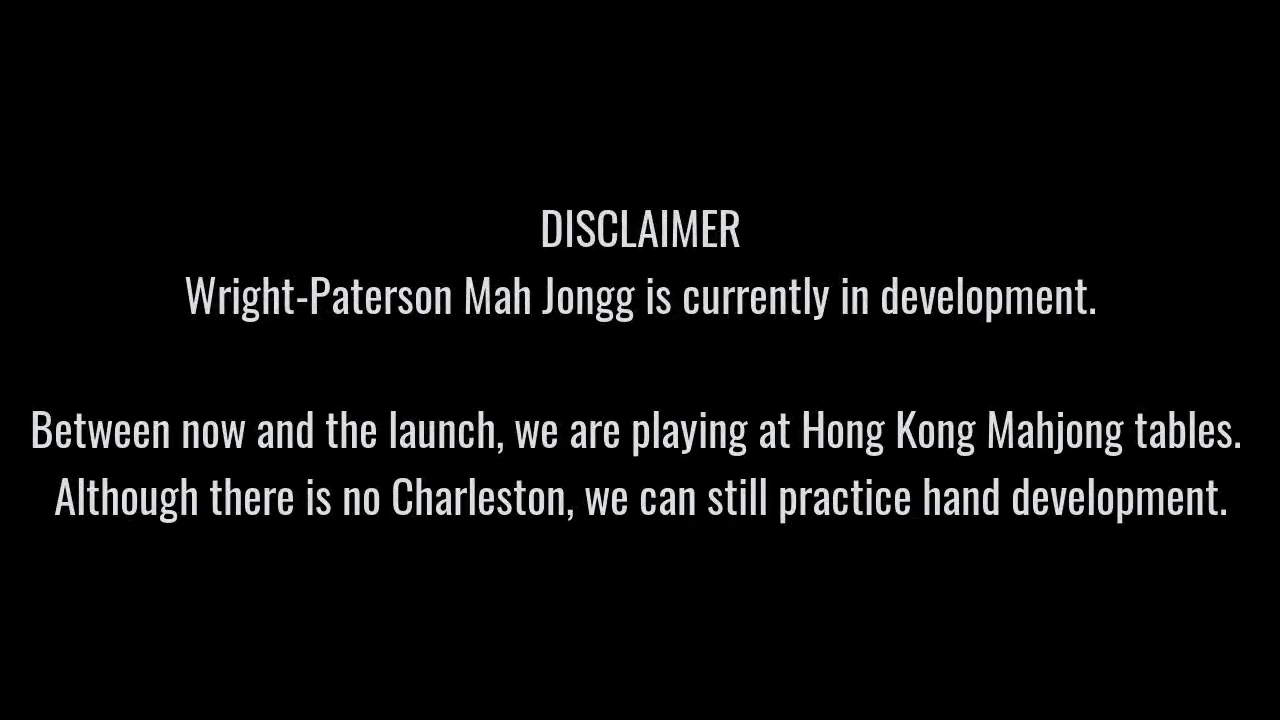 DISCLAIMER
Wright-Paterson Mah Jongg is currently in development.
Between now and the launch, we are playing at Hong Kong Mahjong tables.
Although there is no Charleston, we can still practice hand development.